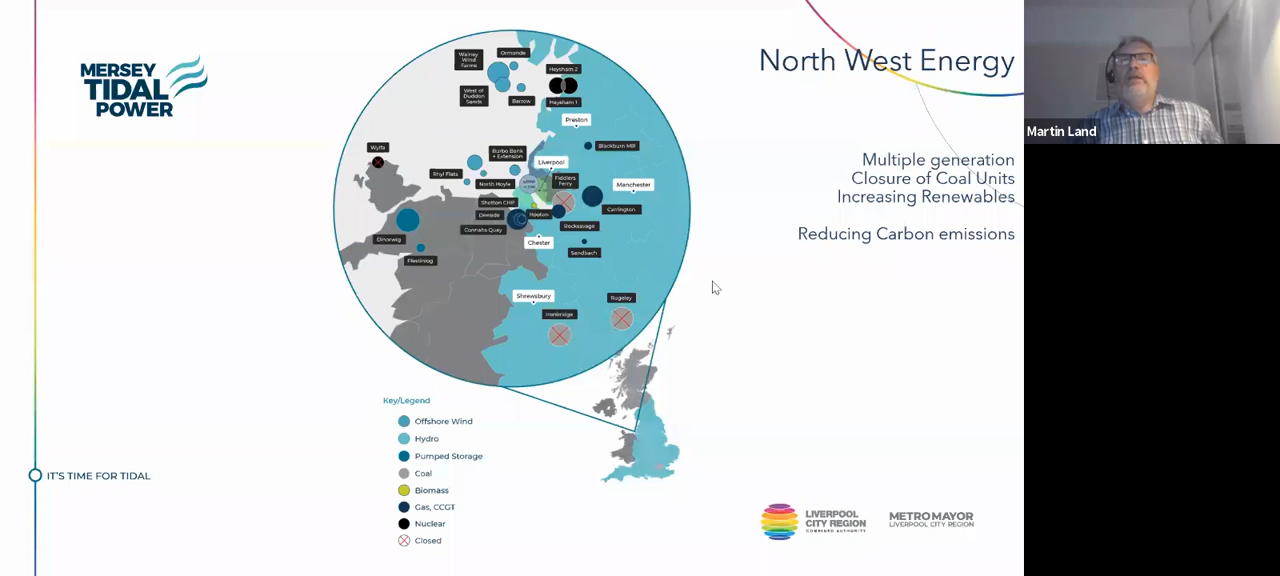 MERSEY
TIDAL
POWER
North West Energy
Martin Land
Multiple generation
Closure of Coal Units
Increasing Renewables
Reducing Carbon emissions
Walney
Wind
Farms
Ormonde
West of
Duddon
Sands
Barrow
Heysham 2
Heysham 1
Preston
Blackburn Mill
Wylfa
Burbo Bank
+ Extension
Liverpool
Rhyl Flats
North Hoyle
Fiddlers
Ferry
Manchester
Shotton CHP
Deeside
Hooton
Carrington
Connahs Quay
Rocksavage
Chester
Sandbach
Dinorwig
Ffestiniog
Shrewsbury
Rugeley
Ironbridge
Key/Legend
Offshore Wind
Hydro
Pumped Storage
Coal
Biomass
Gas, CCGT
Nuclear
Closed
IT'S TIME FOR TIDAL
LIVERPOOL
CITY REGION
COMBINED AUTHORITY
METRO MAYOR
LIVERPOOL CITY REGION